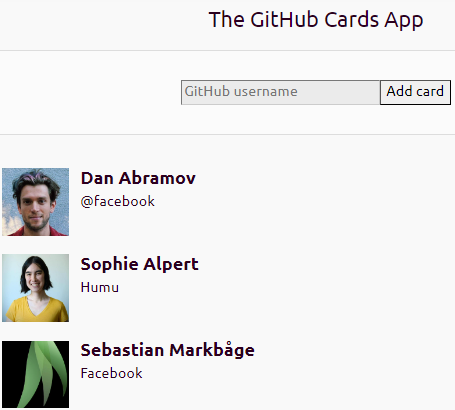 The GitHub Cards App
GitHub username
Add card
Dan Abramov
@facebook
Sophie Alpert
Humu
Sebastian Markbåge
Facebook